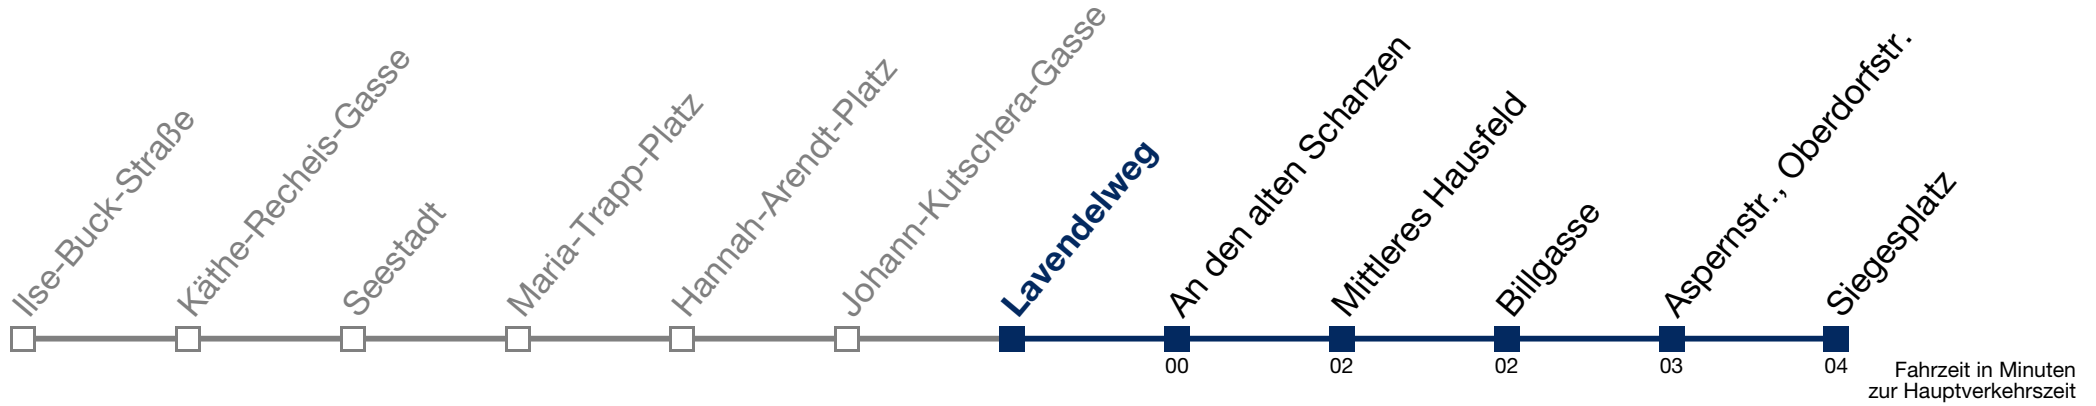 Ilse-Buck-Straße
Käthe-Recheis-Gasse
Seestadt
Maria-Trapp-Platz
Hannah-Arendt-Platz
Johann-Kutschera-Gasse
Lavendelweg
An den alten Schanzen
Mittleres Hausfeld
Billgasse
Aspernstr., Oberdorfstr.
Siegesplatz
00 02 02 03 04
Fahrzeit in Minuten
zur Hauptverkehrszeit